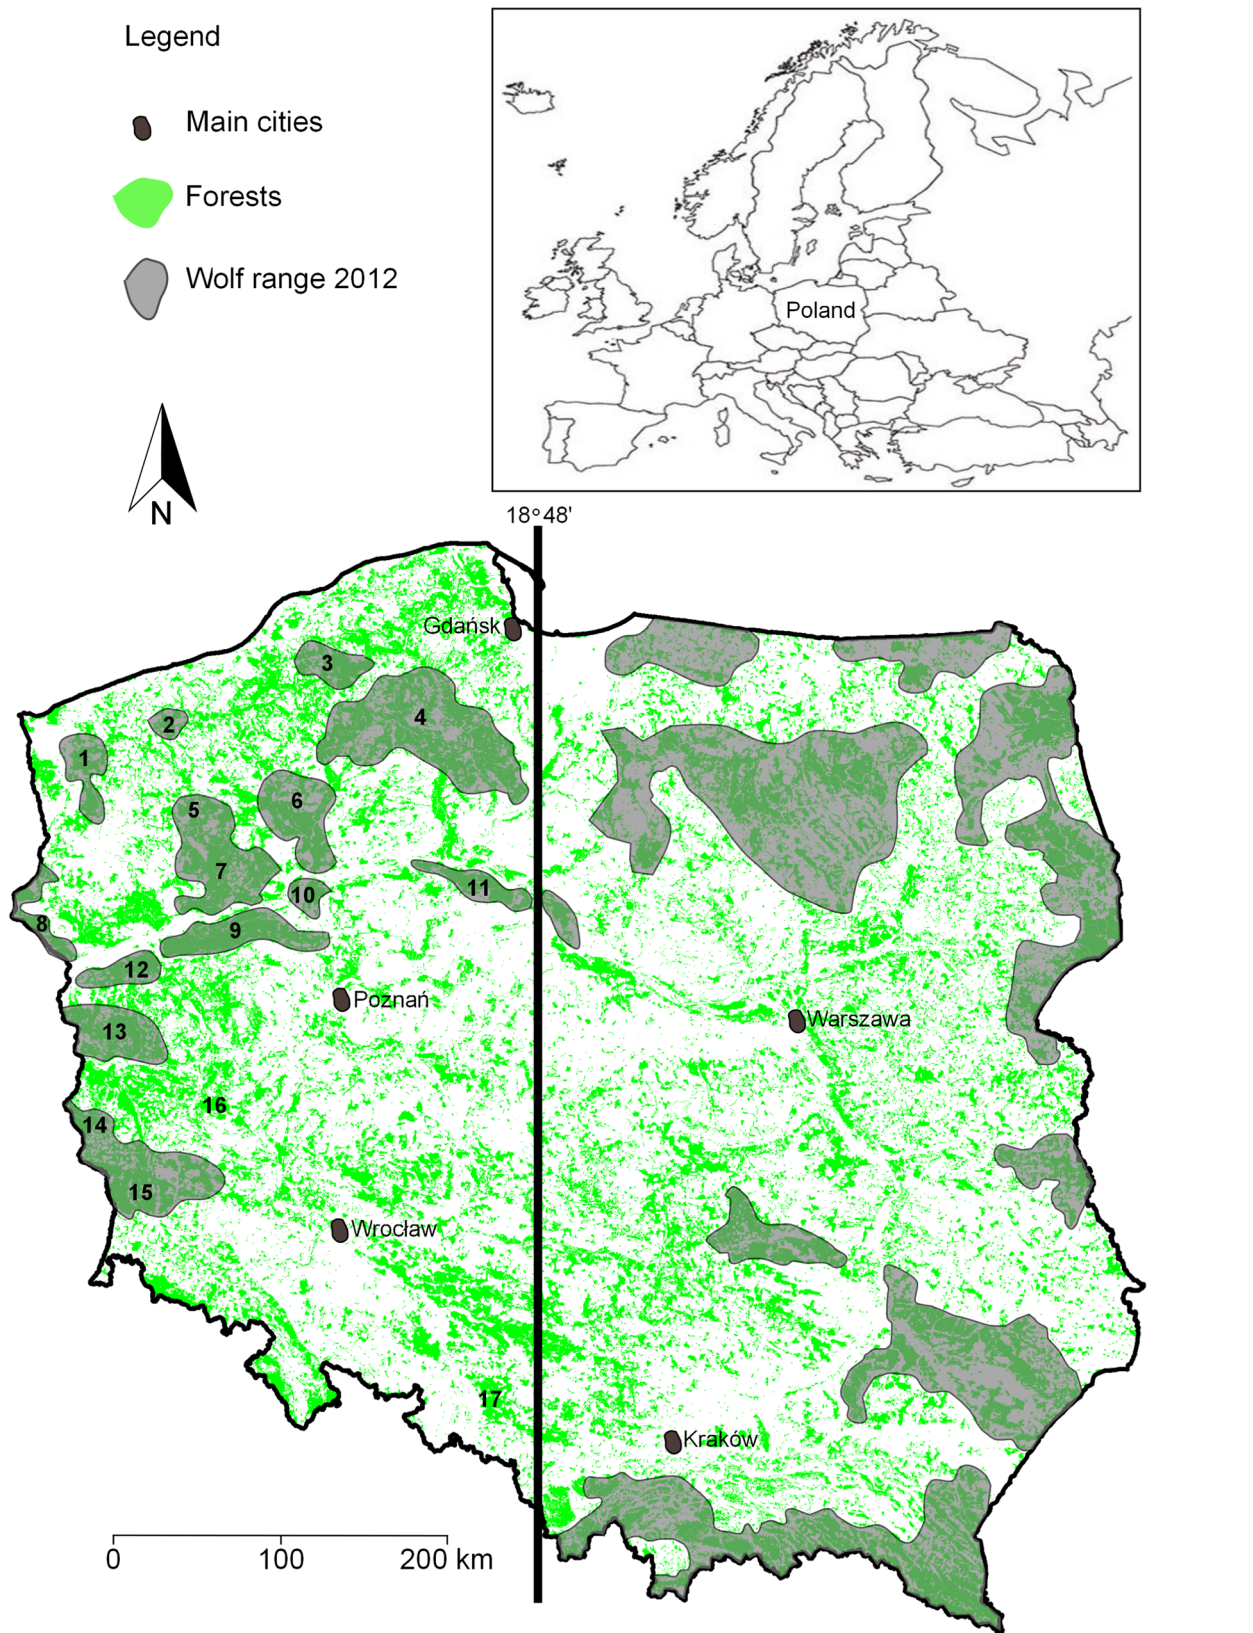 Legend
Main cities
Forests
Wolf range 2012
N
Poland
18°48'
Gdańsk
3
4
2
1
5
6
7
10
11
8
9
12
Poznań
13
Warszawa
16
14
15
Wrocław
17
Kraków
0 100 200 km